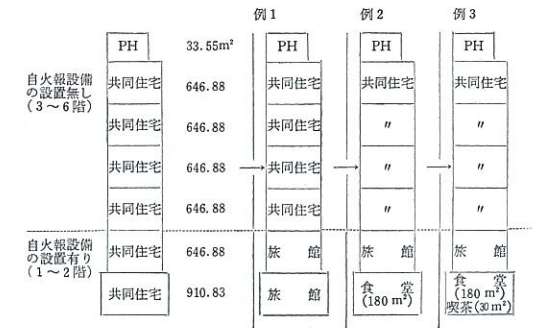 例1 例2 例3
PH 33.55m² PH PH PH
自火報設備の設置無し(3〜6階)
共同住宅 646.88 共同住宅 共同住宅 共同住宅
共同住宅 646.88 共同住宅 〃 〃
共同住宅 646.88 → 共同住宅 → 〃 → 〃
共同住宅 646.88 共同住宅 〃 〃
自火報設備の設置有り(1〜2階)
共同住宅 646.88 旅館 旅館 旅館
共同住宅 910.83 旅館 食堂(180m²) 食堂(180m²)喫茶(30m²)